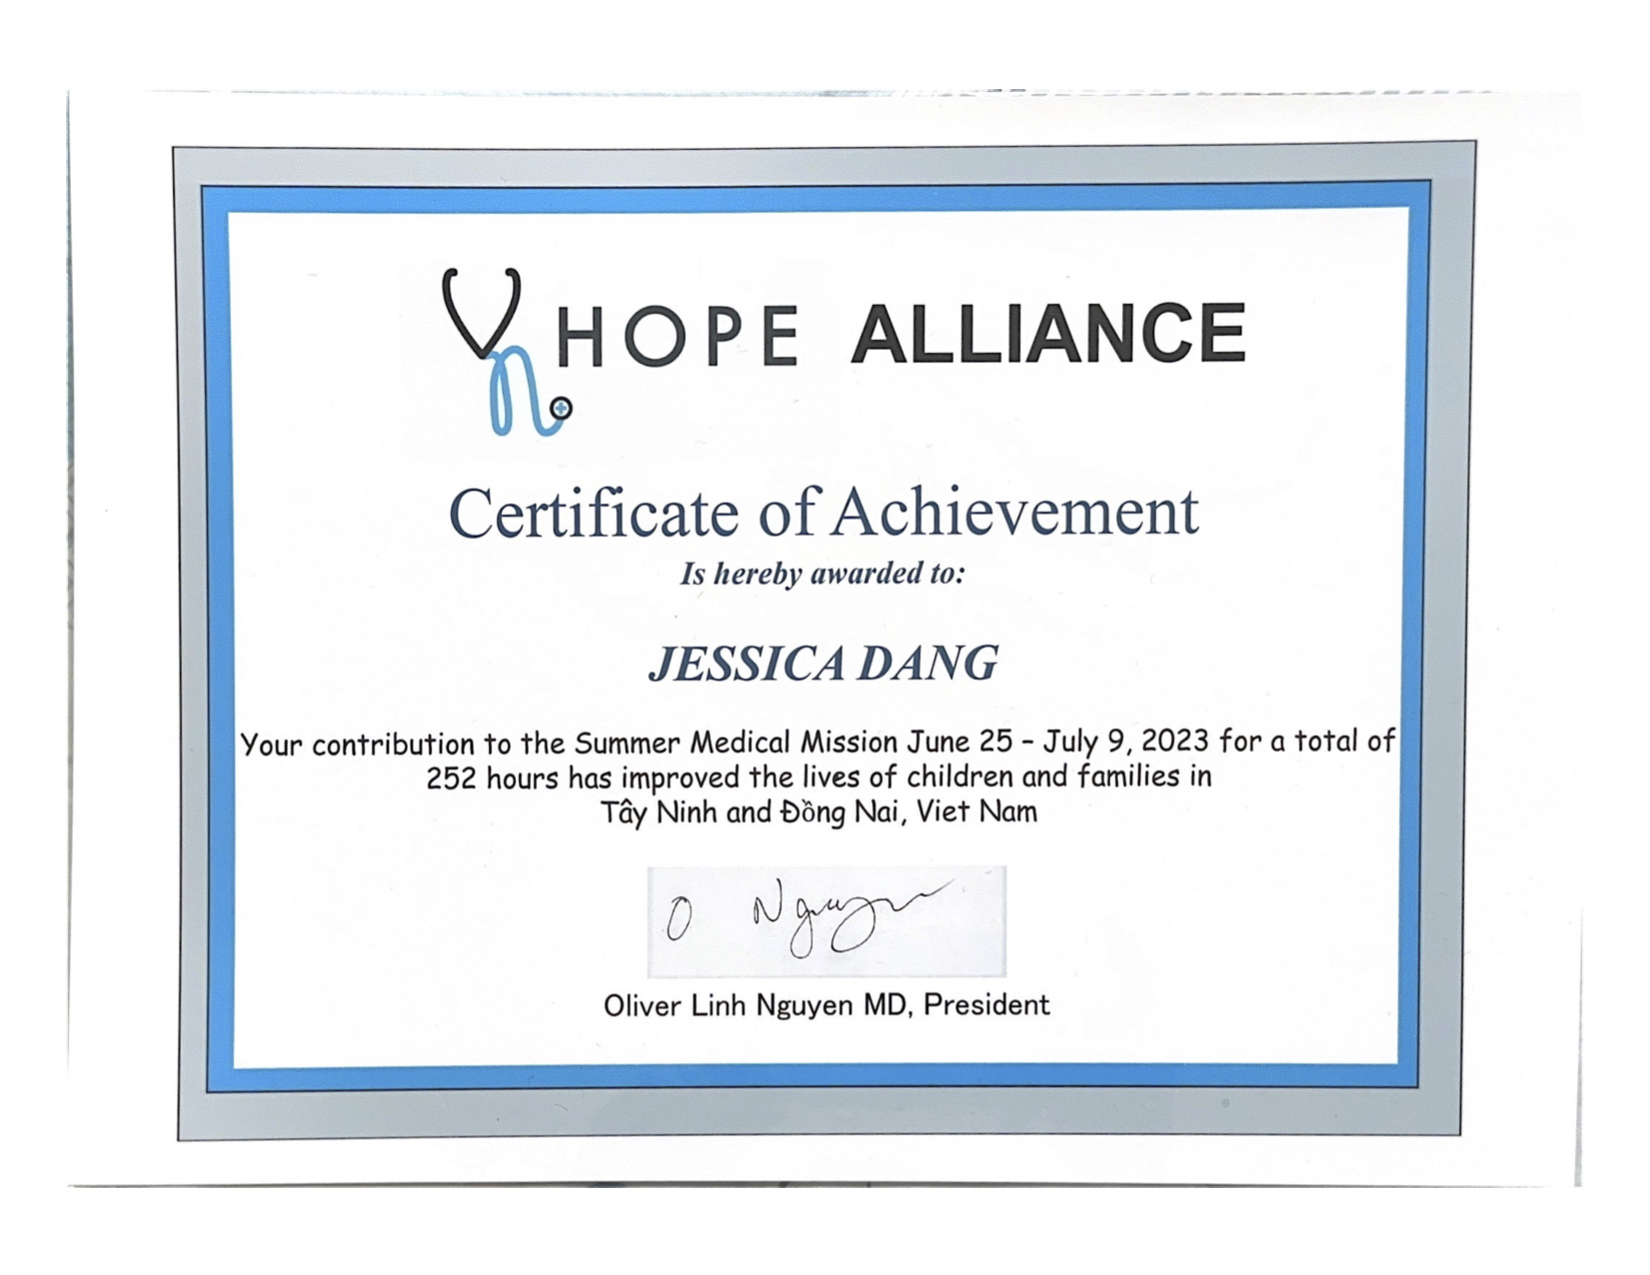 VN HOPE ALLIANCE
Certificate of Achievement
Is hereby awarded to:
JESSICA DANG
Your contribution to the Summer Medical Mission June 25 - July 9, 2023 for a total of
252 hours has improved the lives of children and families in
Tây Ninh and Đồng Nai, Viet Nam
O Nguyen
Oliver Linh Nguyen MD, President